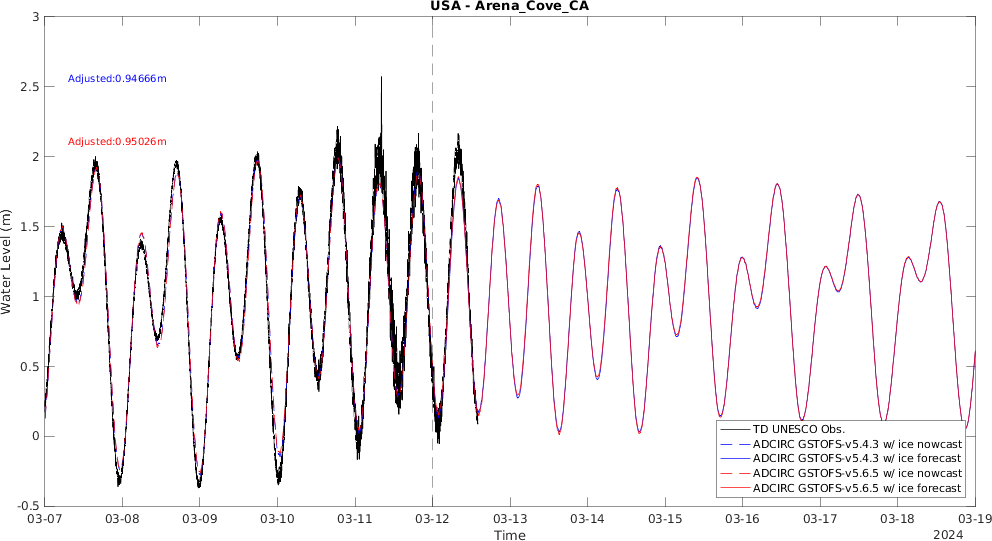 USA - Arena_Cove_CA
3
2.5
2
1.5
1
0.5
0
-0.5
Water Level (m)
Adjusted:0.94666m
Adjusted:0.95026m
TD UNESCO Obs.
ADCIRC GSTOFS-v5.4.3 w/ ice nowcast
ADCIRC GSTOFS-v5.4.3 w/ ice forecast
ADCIRC GSTOFS-v5.6.5 w/ ice nowcast
ADCIRC GSTOFS-v5.6.5 w/ ice forecast
03-07 03-08 03-09 03-10 03-11 03-12 03-13 03-14 03-15 03-16 03-17 03-18 03-19
Time
2024